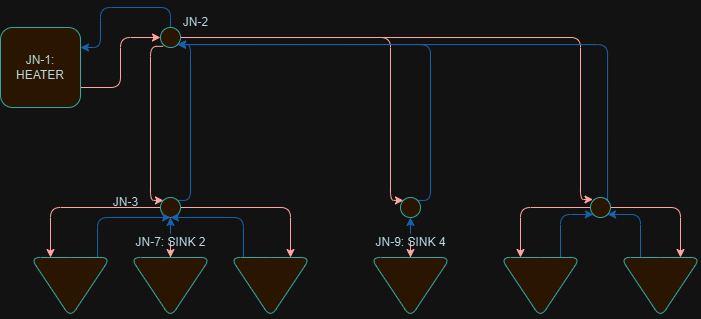 JN-2
JN-1:
HEATER
JN-3
JN-7: SINK 2
JN-9: SINK 4